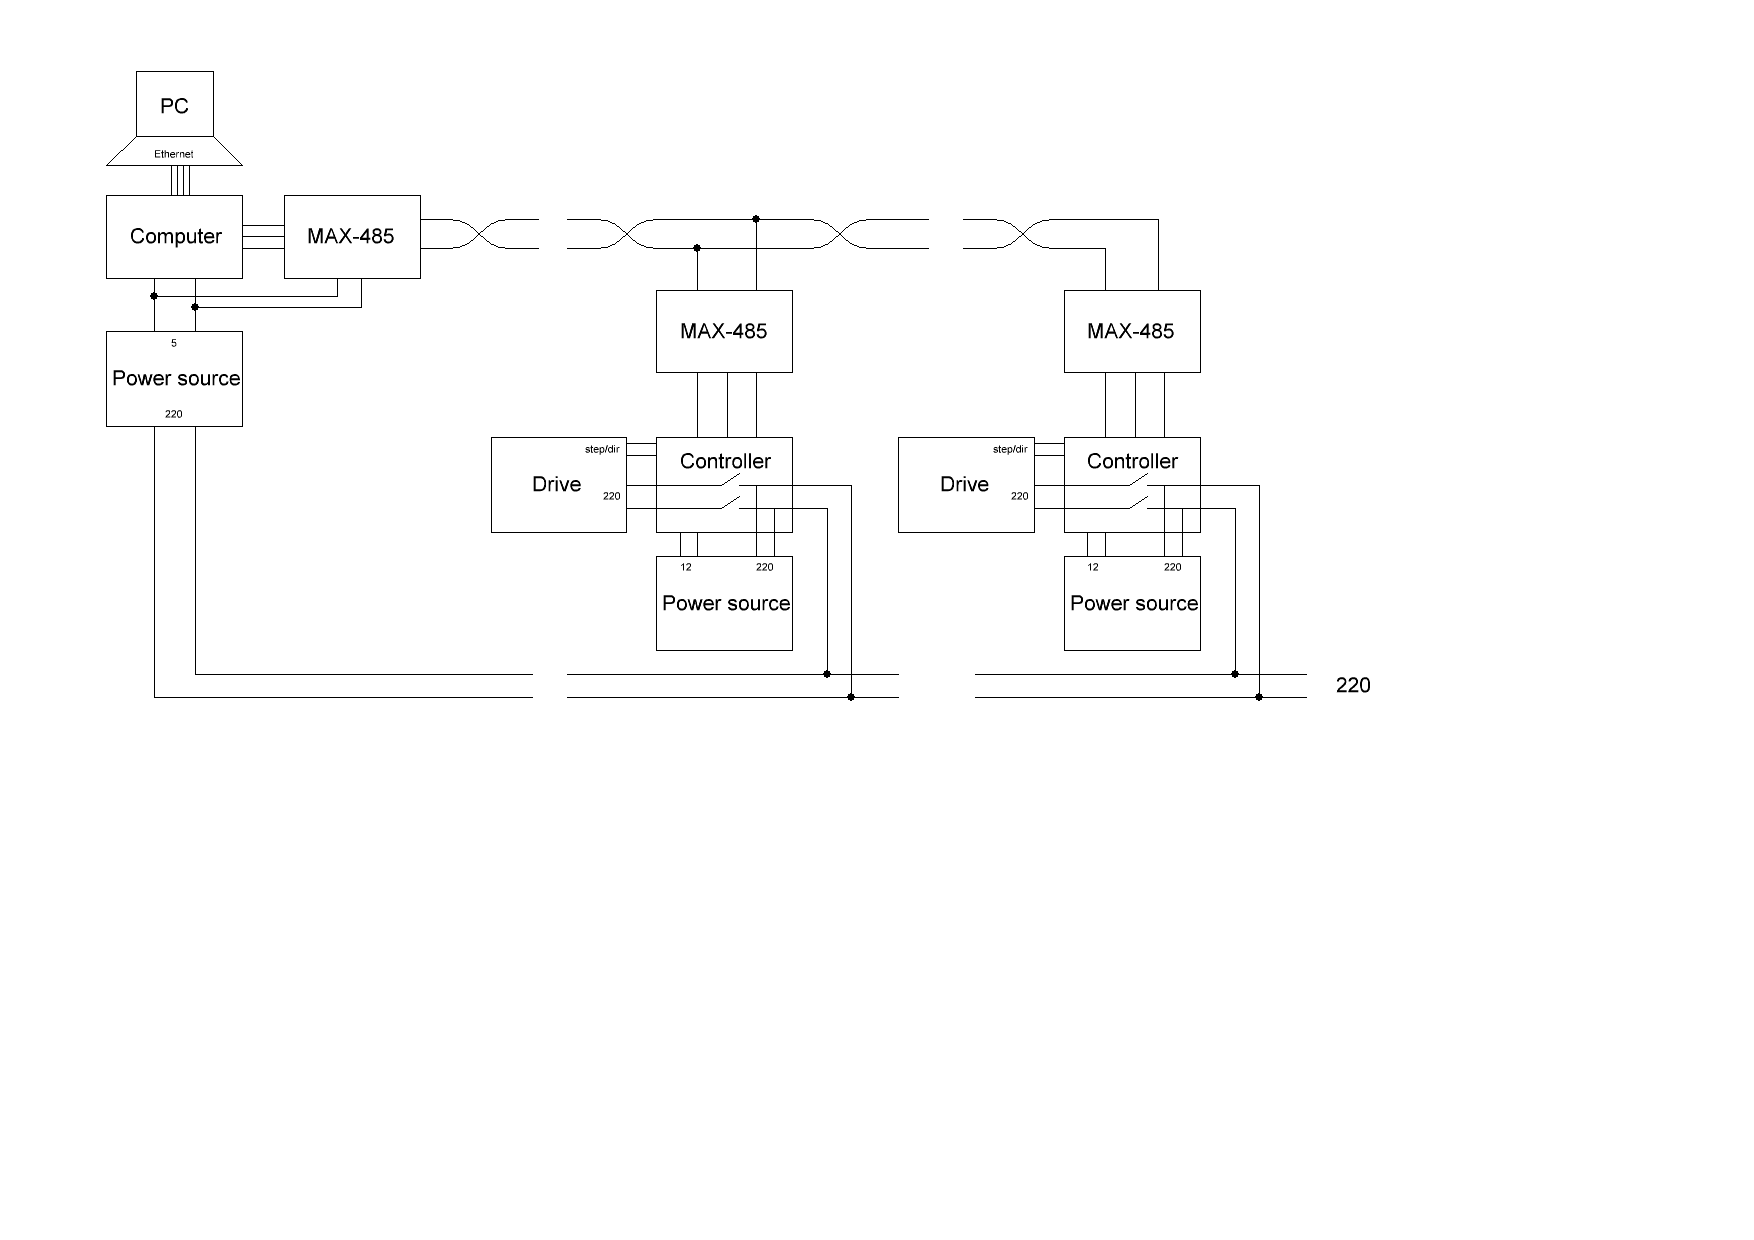 PC
Ethernet
Computer
MAX-485
5
Power source
220
MAX-485
step/dir
Drive
220
Controller
12
220
Power source
MAX-485
step/dir
Drive
220
Controller
12
220
Power source
220